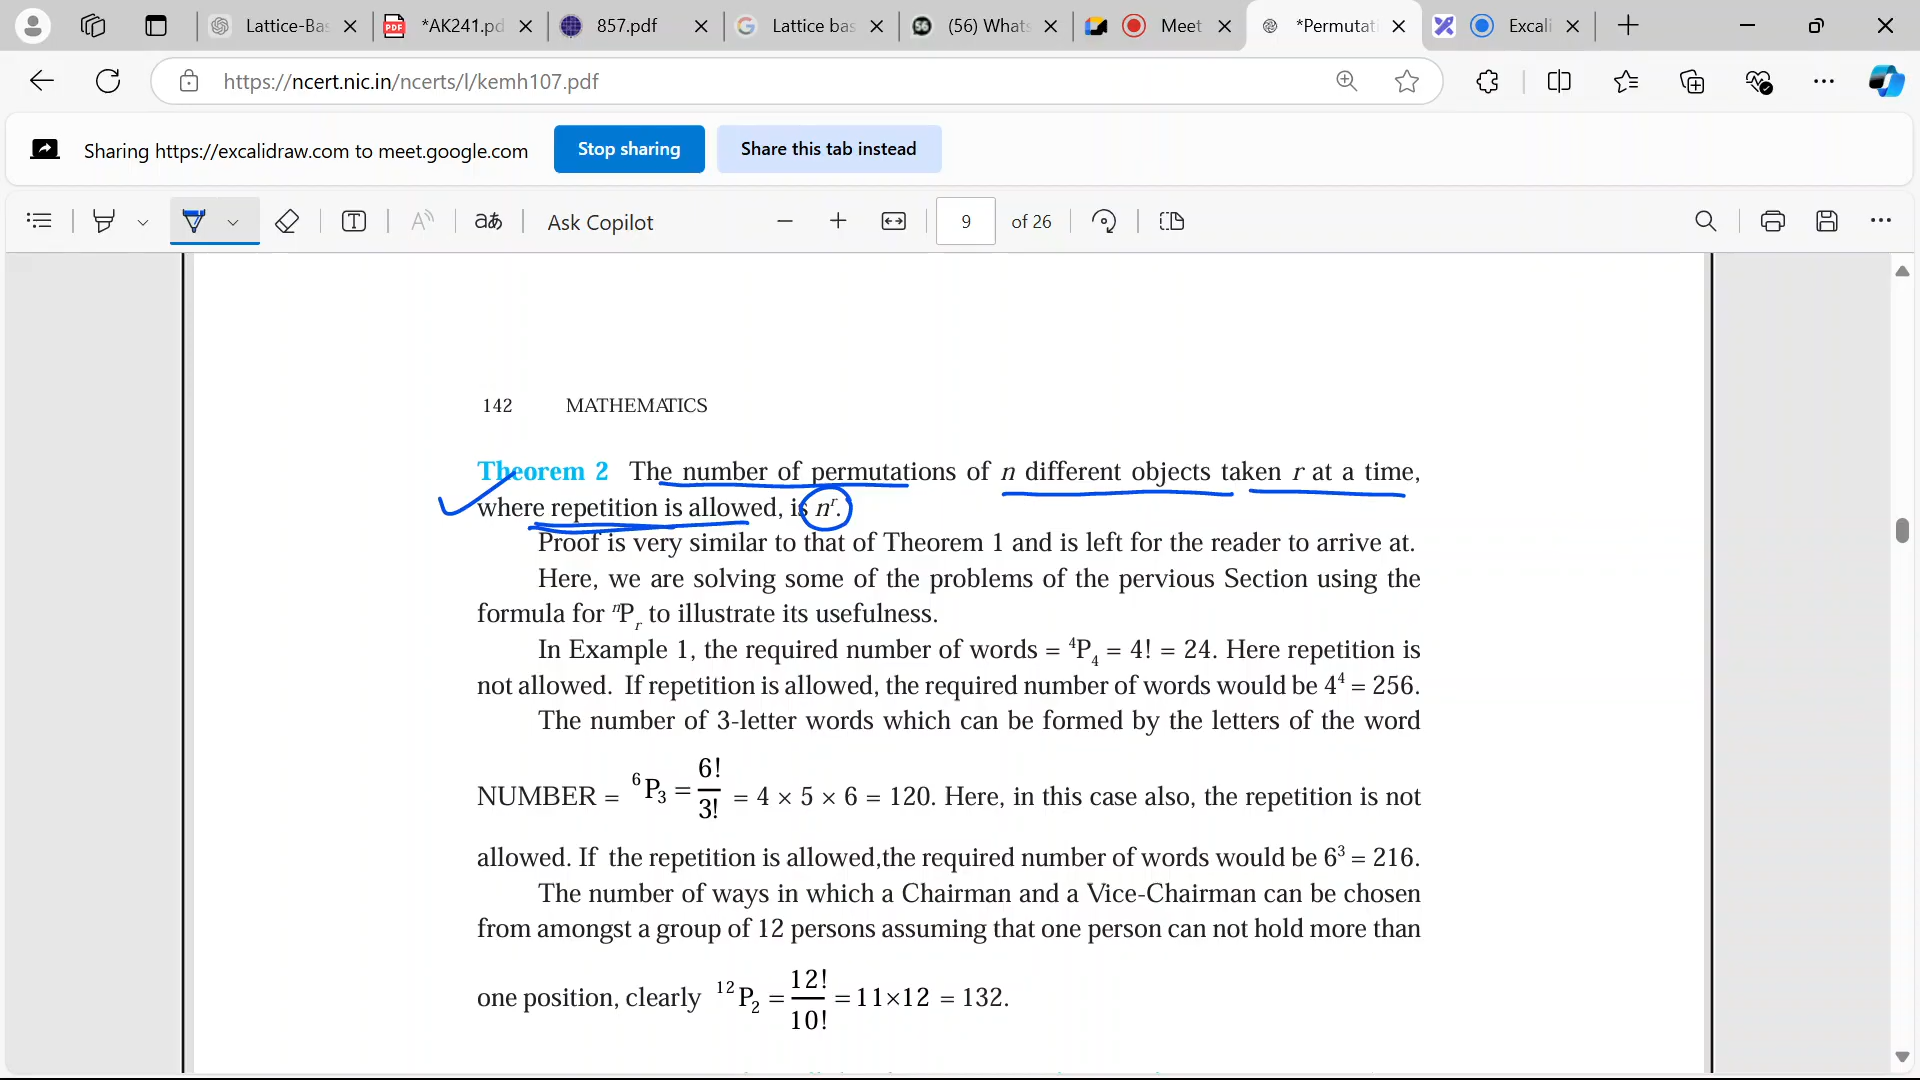 Lattice-Bas
*AK241.pd
857.pdf
Lattice bas
(56) Whats
Meet
*Permutati
Excali
https://ncert.nic.in/ncerts/l/kemh107.pdf
Sharing https://excalidraw.com to meet.google.com
Stop sharing
Share this tab instead
Ask Copilot
9 of 26
142 MATHEMATICS
Theorem 2 The number of permutations of n different objects taken r at a time,
where repetition is allowed, is nʳ.
Proof is very similar to that of Theorem 1 and is left for the reader to arrive at.
Here, we are solving some of the problems of the pervious Section using the
formula for ⁿPᵣ to illustrate its usefulness.
In Example 1, the required number of words = ⁴P₄ = 4! = 24. Here repetition is
not allowed. If repetition is allowed, the required number of words would be 4⁴ = 256.
The number of 3-letter words which can be formed by the letters of the word
NUMBER = ⁶P₃ = 6!/3! = 4 × 5 × 6 = 120. Here, in this case also, the repetition is not
allowed. If the repetition is allowed,the required number of words would be 6³ = 216.
The number of ways in which a Chairman and a Vice-Chairman can be chosen
from amongst a group of 12 persons assuming that one person can not hold more than
one position, clearly ¹²P₂ = 12!/10! = 11×12 = 132.